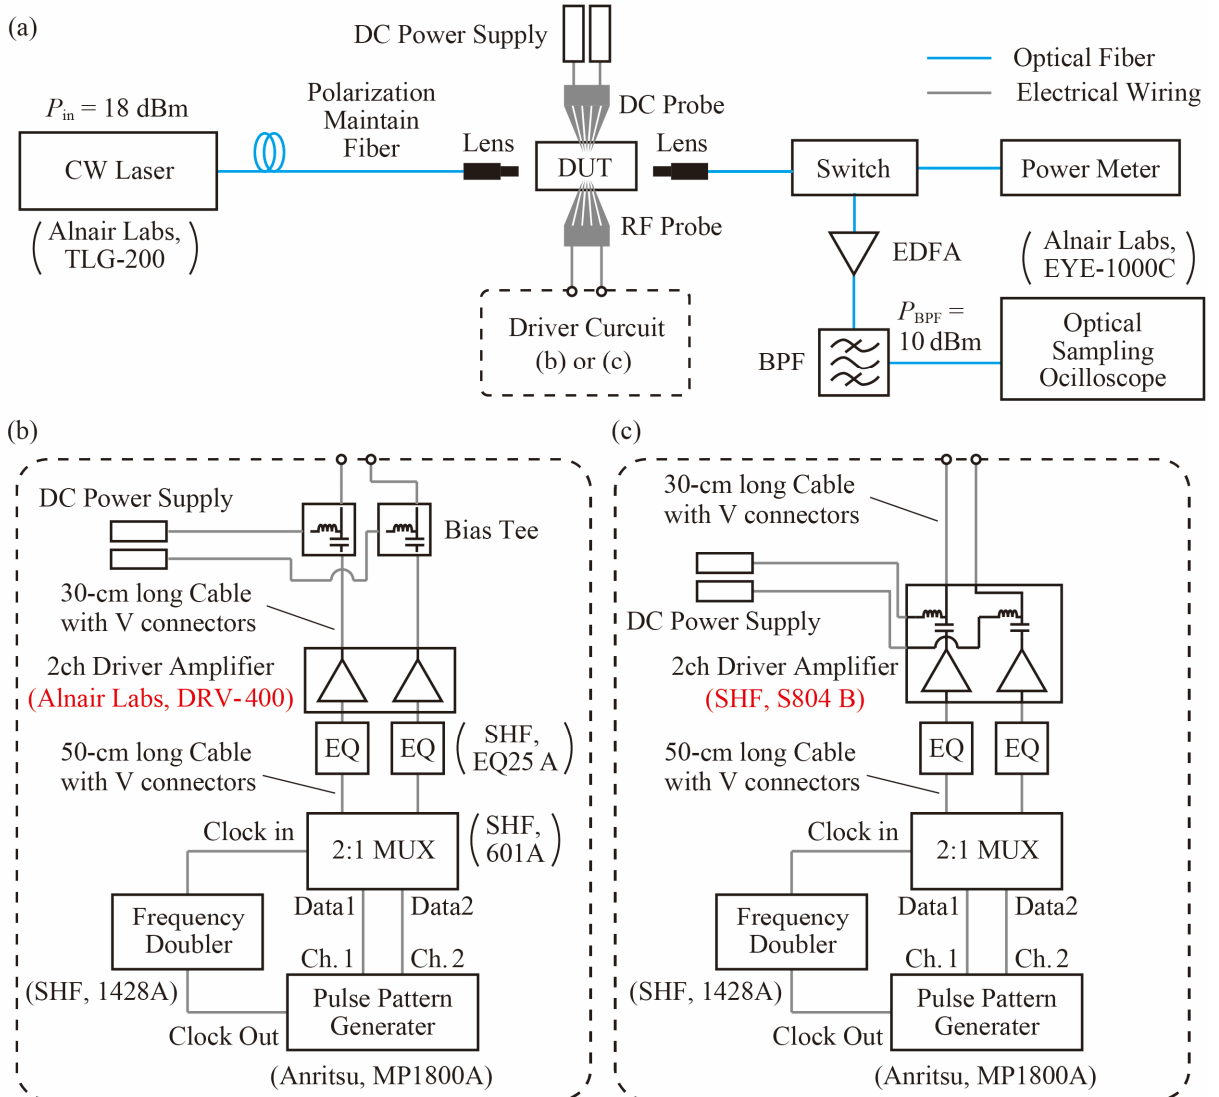 (a)
DC Power Supply
Optical Fiber
Electrical Wiring
Pin = 18 dBm
Polarization
Maintain
Fiber
DC Probe
Lens
Lens
CW Laser
DUT
Switch
Power Meter
(Alnair Labs,
TLG-200)
RF Probe
EDFA
(Alnair Labs,
EYE-1000C)
Driver Curcuit
(b) or (c)
PBPF =
10 dBm
BPF
Optical
Sampling
Ocilloscope
(b)
DC Power Supply
Bias Tee
30-cm long Cable
with V connectors
2ch Driver Amplifier
(Alnair Labs, DRV-400)
EQ
EQ
(SHF,
EQ25 A)
50-cm long Cable
with V connectors
Clock in
2:1 MUX
(SHF,
601A)
Data1
Data2
Frequency
Doubler
Ch. 1
Ch. 2
(SHF, 1428A)
Pulse Pattern
Generater
Clock Out
(Anritsu, MP1800A)
(c)
30-cm long Cable
with V connectors
DC Power Supply
2ch Driver Amplifier
(SHF, S804 B)
EQ
EQ
50-cm long Cable
with V connectors
Clock in
2:1 MUX
Data1
Data2
Frequency
Doubler
Ch. 1
Ch. 2
(SHF, 1428A)
Pulse Pattern
Generater
Clock Out
(Anritsu, MP1800A)